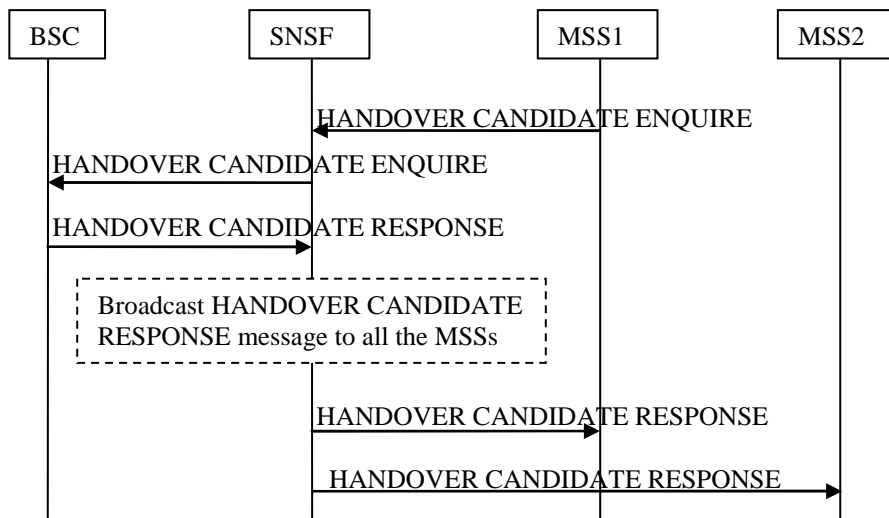 BSC
SNSF
MSS1
MSS2
HANDOVER CANDIDATE ENQUIRE
HANDOVER CANDIDATE ENQUIRE
HANDOVER CANDIDATE RESPONSE
Broadcast HANDOVER CANDIDATE
RESPONSE message to all the MSSs
HANDOVER CANDIDATE RESPONSE
HANDOVER CANDIDATE RESPONSE